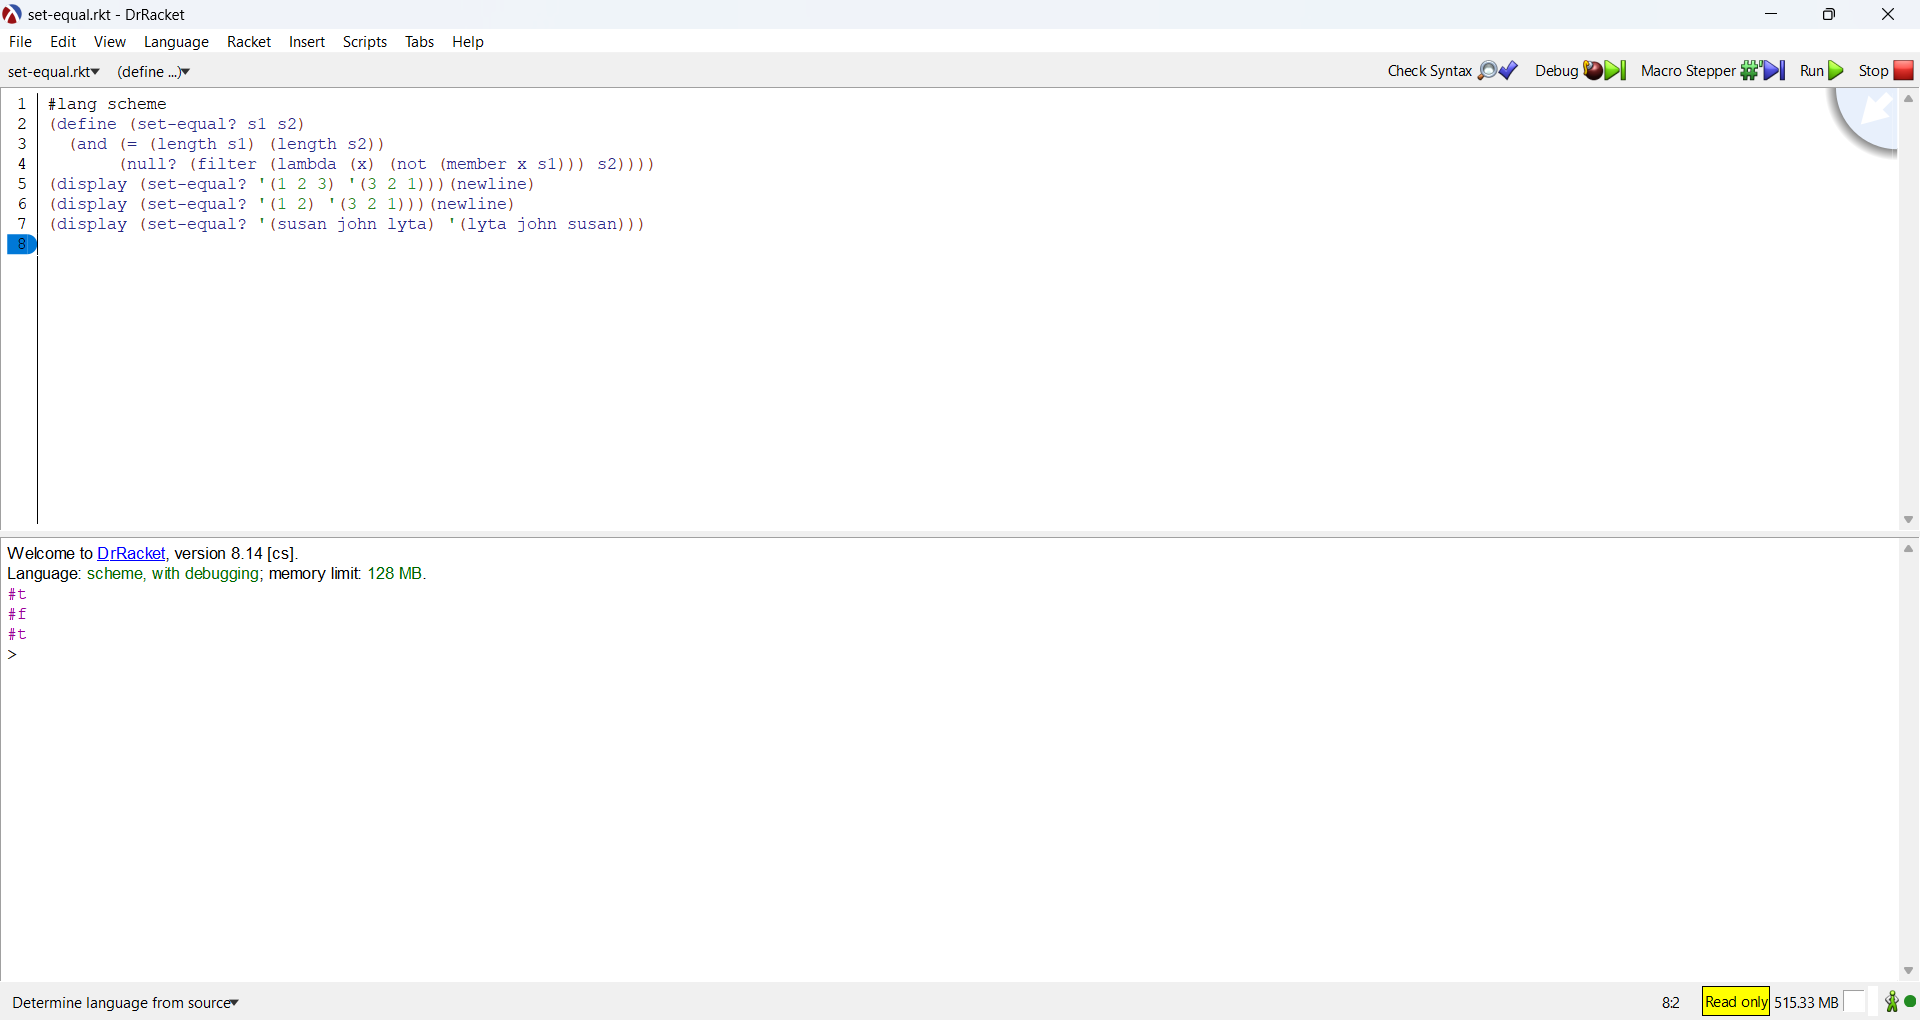 set-equal.rkt - DrRacket
File Edit View Language Racket Insert Scripts Tabs Help
set-equal.rkt (define ...) Check Syntax Debug Macro Stepper Run Stop
1 #lang scheme
2 (define (set-equal? s1 s2)
3 (and (= (length s1) (length s2))
4 (null? (filter (lambda (x) (not (member x s1))) s2))))
5 (display (set-equal? '(1 2 3) '(3 2 1)))(newline)
6 (display (set-equal? '(1 2) '(3 2 1)))(newline)
7 (display (set-equal? '(susan john lyta) '(lyta john susan)))
8
Welcome to DrRacket, version 8.14 [cs].
Language: scheme, with debugging; memory limit: 128 MB.
#t
#f
#t
>
Determine language from source 8:2 Read only 515.33 MB